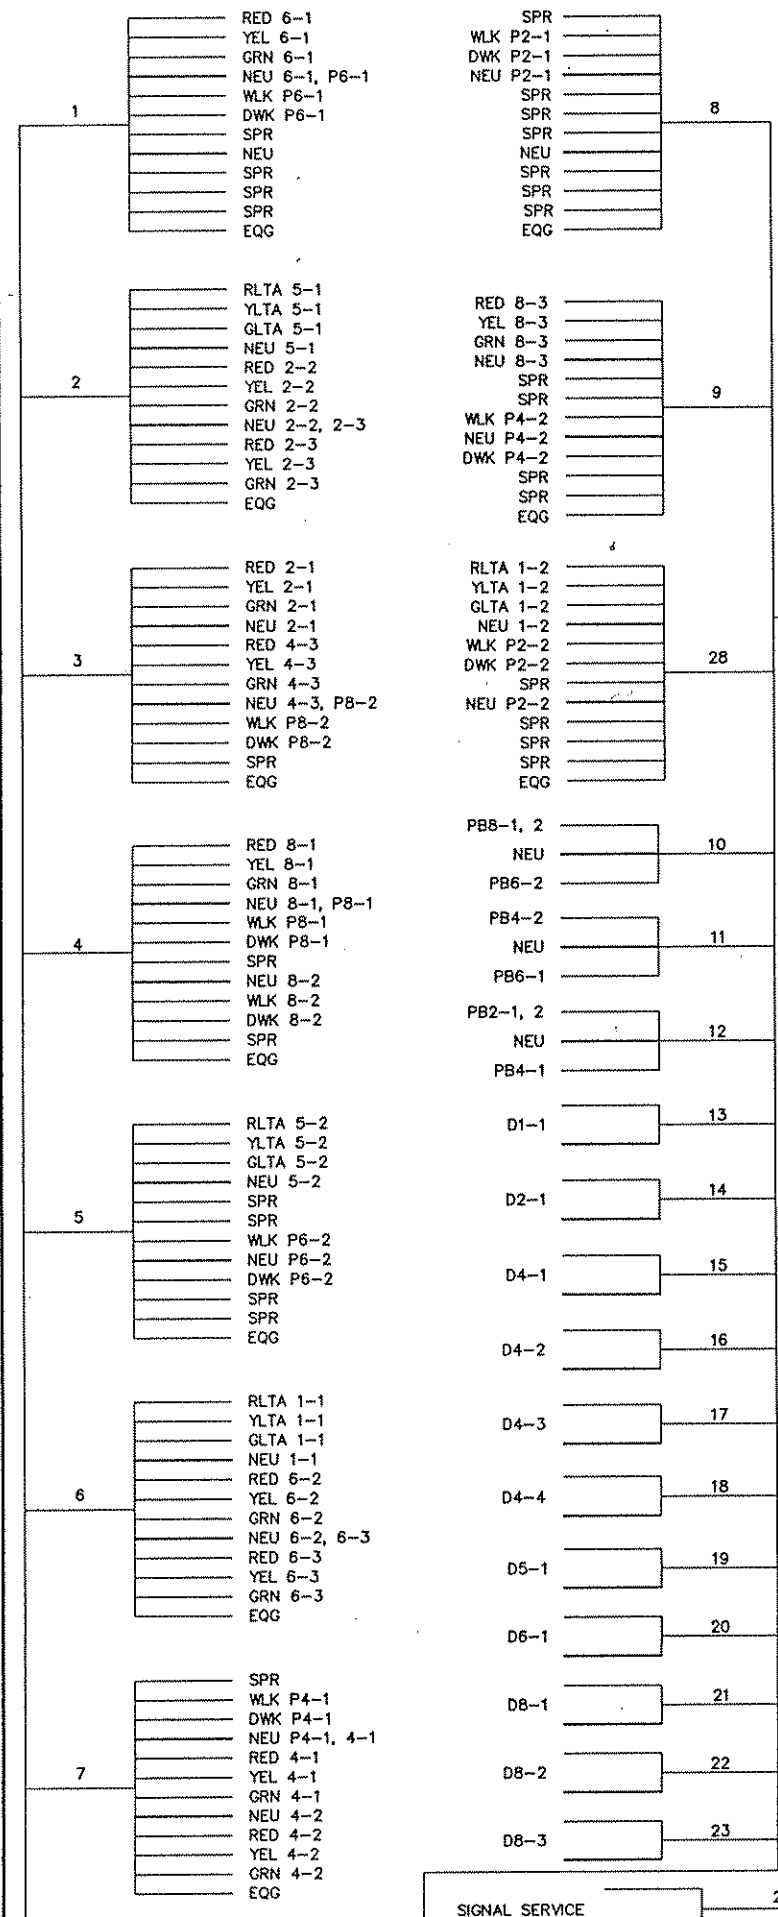 1
RED 6-1
YEL 6-1
GRN 6-1
NEU 6-1, P6-1
WLK P6-1
DWK P6-1
SPR
NEU
SPR
SPR
SPR
EQG
2
RLTA 5-1
YLTA 5-1
GLTA 5-1
NEU 5-1
RED 2-2
YEL 2-2
GRN 2-2
NEU 2-2, 2-3
RED 2-3
YEL 2-3
GRN 2-3
EQG
3
RED 2-1
YEL 2-1
GRN 2-1
NEU 2-1
RED 4-3
YEL 4-3
GRN 4-3
NEU 4-3, P8-2
WLK P8-2
DWK P8-2
SPR
EQG
4
RED 8-1
YEL 8-1
GRN 8-1
NEU 8-1, P8-1
WLK P8-1
DWK P8-1
SPR
NEU 8-2
WLK 8-2
DWK 8-2
SPR
EQG
5
RLTA 5-2
YLTA 5-2
GLTA 5-2
NEU 5-2
SPR
SPR
WLK P6-2
NEU P6-2
DWK P6-2
SPR
SPR
EQG
6
RLTA 1-1
YLTA 1-1
GLTA 1-1
NEU 1-1
RED 6-2
YEL 6-2
GRN 6-2
NEU 6-2, 6-3
RED 6-3
YEL 6-3
GRN 6-3
EQG
7
SPR
WLK P4-1
DWK P4-1
NEU P4-1, 4-1
RED 4-1
YEL 4-1
GRN 4-1
NEU 4-2
RED 4-2
YEL 4-2
GRN 4-2
EQG
SPR
WLK P2-1
DWK P2-1
NEU P2-1
SPR
SPR
SPR
NEU
SPR
SPR
SPR
EQG
8
RED 8-3
YEL 8-3
GRN 8-3
NEU 8-3
SPR
SPR
WLK P4-2
NEU P4-2
DWK P4-2
SPR
SPR
EQG
9
RLTA 1-2
YLTA 1-2
GLTA 1-2
NEU 1-2
WLK P2-2
DWK P2-2
SPR
NEU P2-2
SPR
SPR
SPR
EQG
28
PB8-1, 2
NEU
PB6-2
10
PB4-2
NEU
PB6-1
11
PB2-1, 2
NEU
PB4-1
12
D1-1 13
D2-1 14
D4-1 15
D4-2 16
D4-3 17
D4-4 18
D5-1 19
D6-1 20
D8-1 21
D8-2 22
D8-3 23
SIGNAL SERVICE